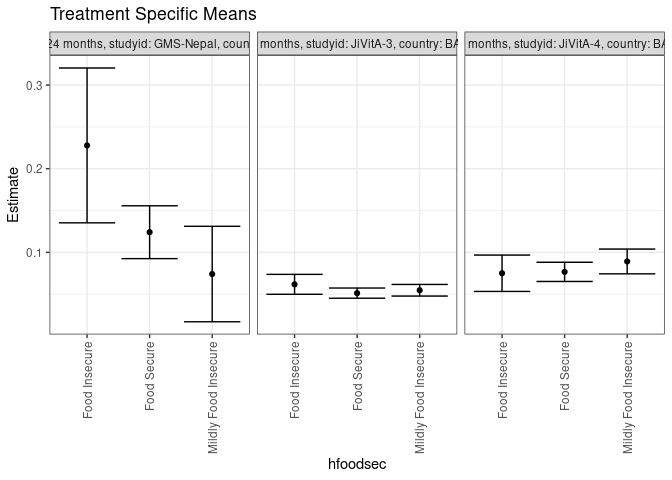 Treatment Specific Means
24 months, studyid: GMS-Nepal, coun
months, studyid: JiVitA-3, country: BA
months, studyid: JiVitA-4, country: BA
Estimate
0.3
0.2
0.1
Food Insecure
Food Secure
Mildly Food Insecure
Food Insecure
Food Secure
Mildly Food Insecure
Food Insecure
Food Secure
Mildly Food Insecure
hfoodsec